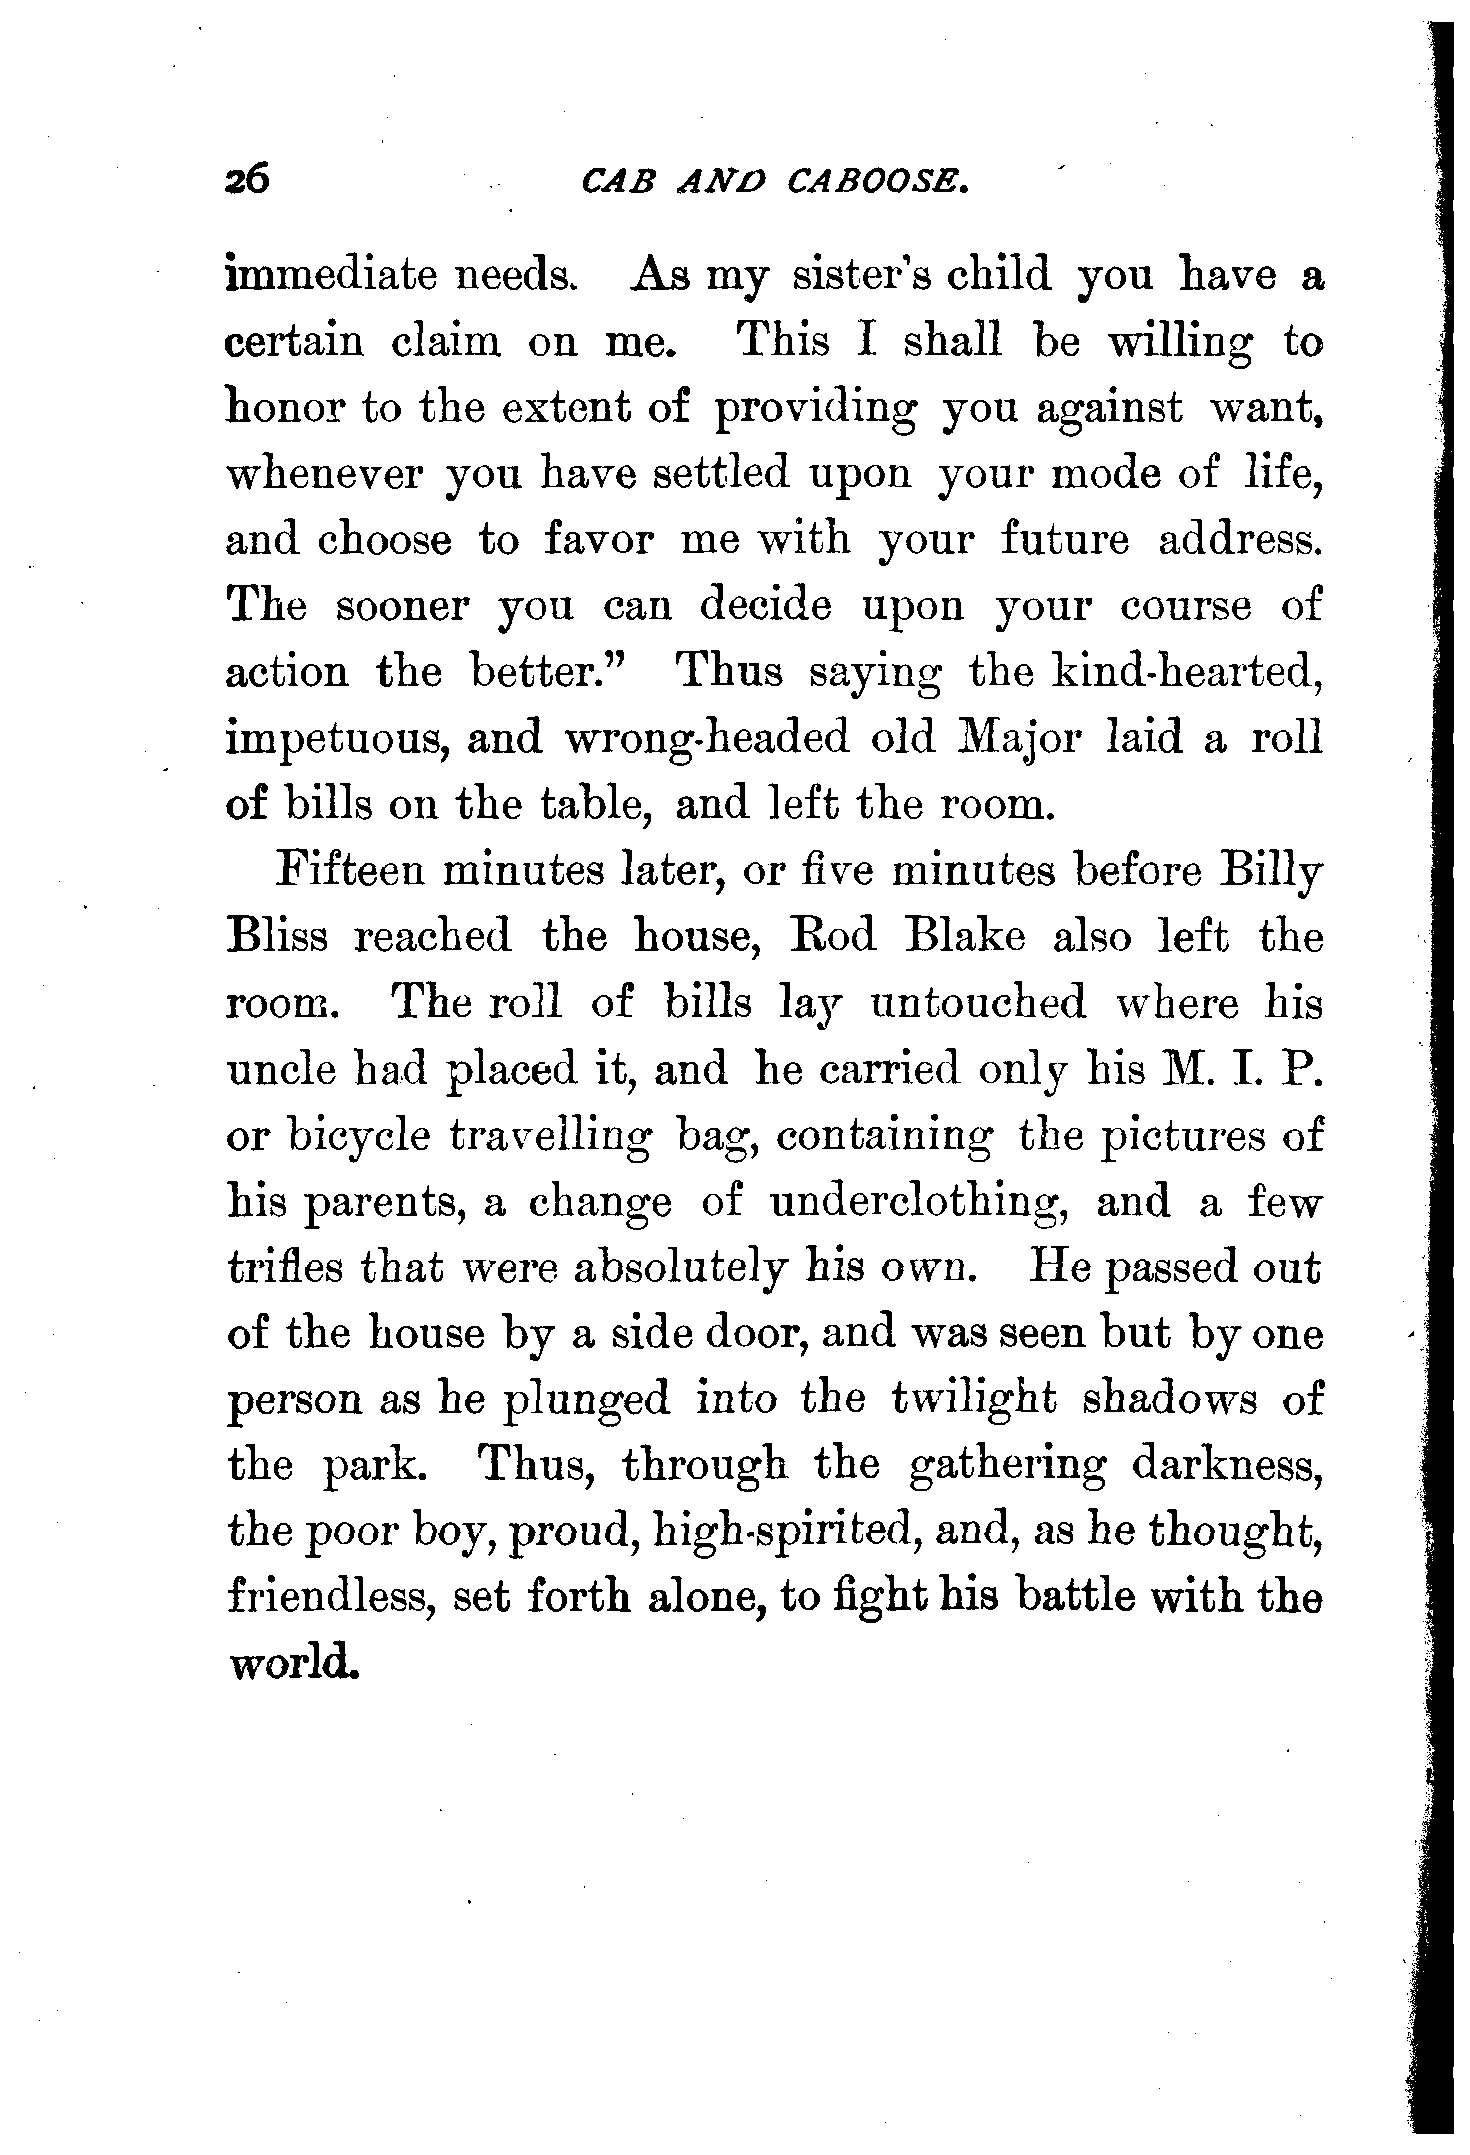 26 CAB AND CABOOSE.
immediate needs. As my sister's child you have a
certain claim on me. This I shall be willing to
honor to the extent of providing you against want,
whenever you have settled upon your mode of life,
and choose to favor me with your future address.
The sooner you can decide upon your course of
action the better.” Thus saying the kind-hearted,
impetuous, and wrong-headed old Major laid a roll
of bills on the table, and left the room.
Fifteen minutes later, or five minutes before Billy
Bliss reached the house, Rod Blake also left the
room. The roll of bills lay untouched where his
uncle had placed it, and he carried only his M. I. P.
or bicycle travelling bag, containing the pictures of
his parents, a change of underclothing, and a few
trifles that were absolutely his own. He passed out
of the house by a side door, and was seen but by one
person as he plunged into the twilight shadows of
the park. Thus, through the gathering darkness,
the poor boy, proud, high-spirited, and, as he thought,
friendless, set forth alone, to fight his battle with the
world.